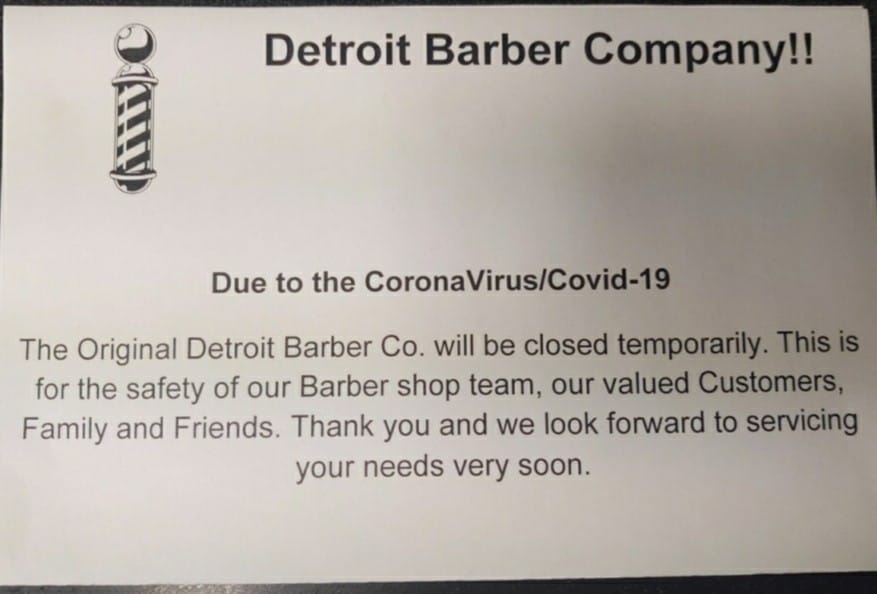 Detroit Barber Company!!
Due to the CoronaVirus/Covid-19
The Original Detroit Barber Co. will be closed temporarily. This is
for the safety of our Barber shop team, our valued Customers,
Family and Friends. Thank you and we look forward to servicing
your needs very soon.